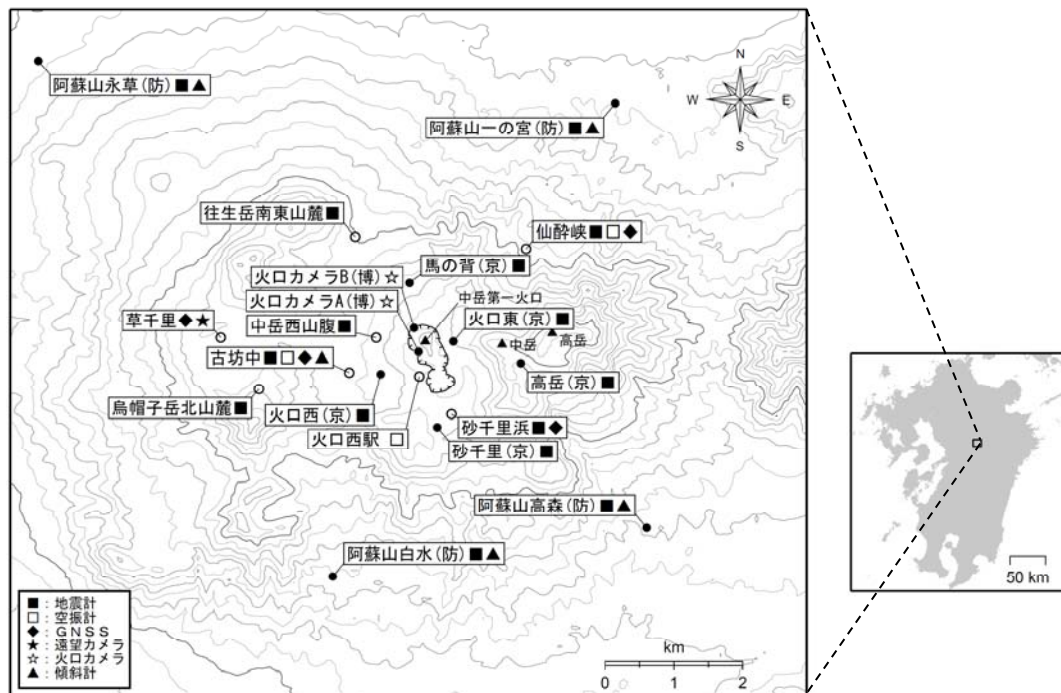 阿蘇山永草(防)■▲
阿蘇山一の宮(防)■▲
N
W E
S
往生岳南東山麓■
仙酔峡■□◆
馬の背(京)■
火口カメラB(博)☆
火口カメラA(博)☆
中岳第一火口
火口東(京)■
草千里◆★
中岳西山腹■
▲中岳
▲高岳
古坊中■□◆▲
高岳(京)■
烏帽子岳北山麓■
火口西(京)■
火口西駅 □
砂千里浜■◆
砂千里(京)■
阿蘇山高森(防)■▲
阿蘇山白水(防)■▲
■:地震計
□:空振計
◆:GNSS
★:遠望カメラ
☆:火口カメラ
▲:傾斜計
km
0 1 2
50 km